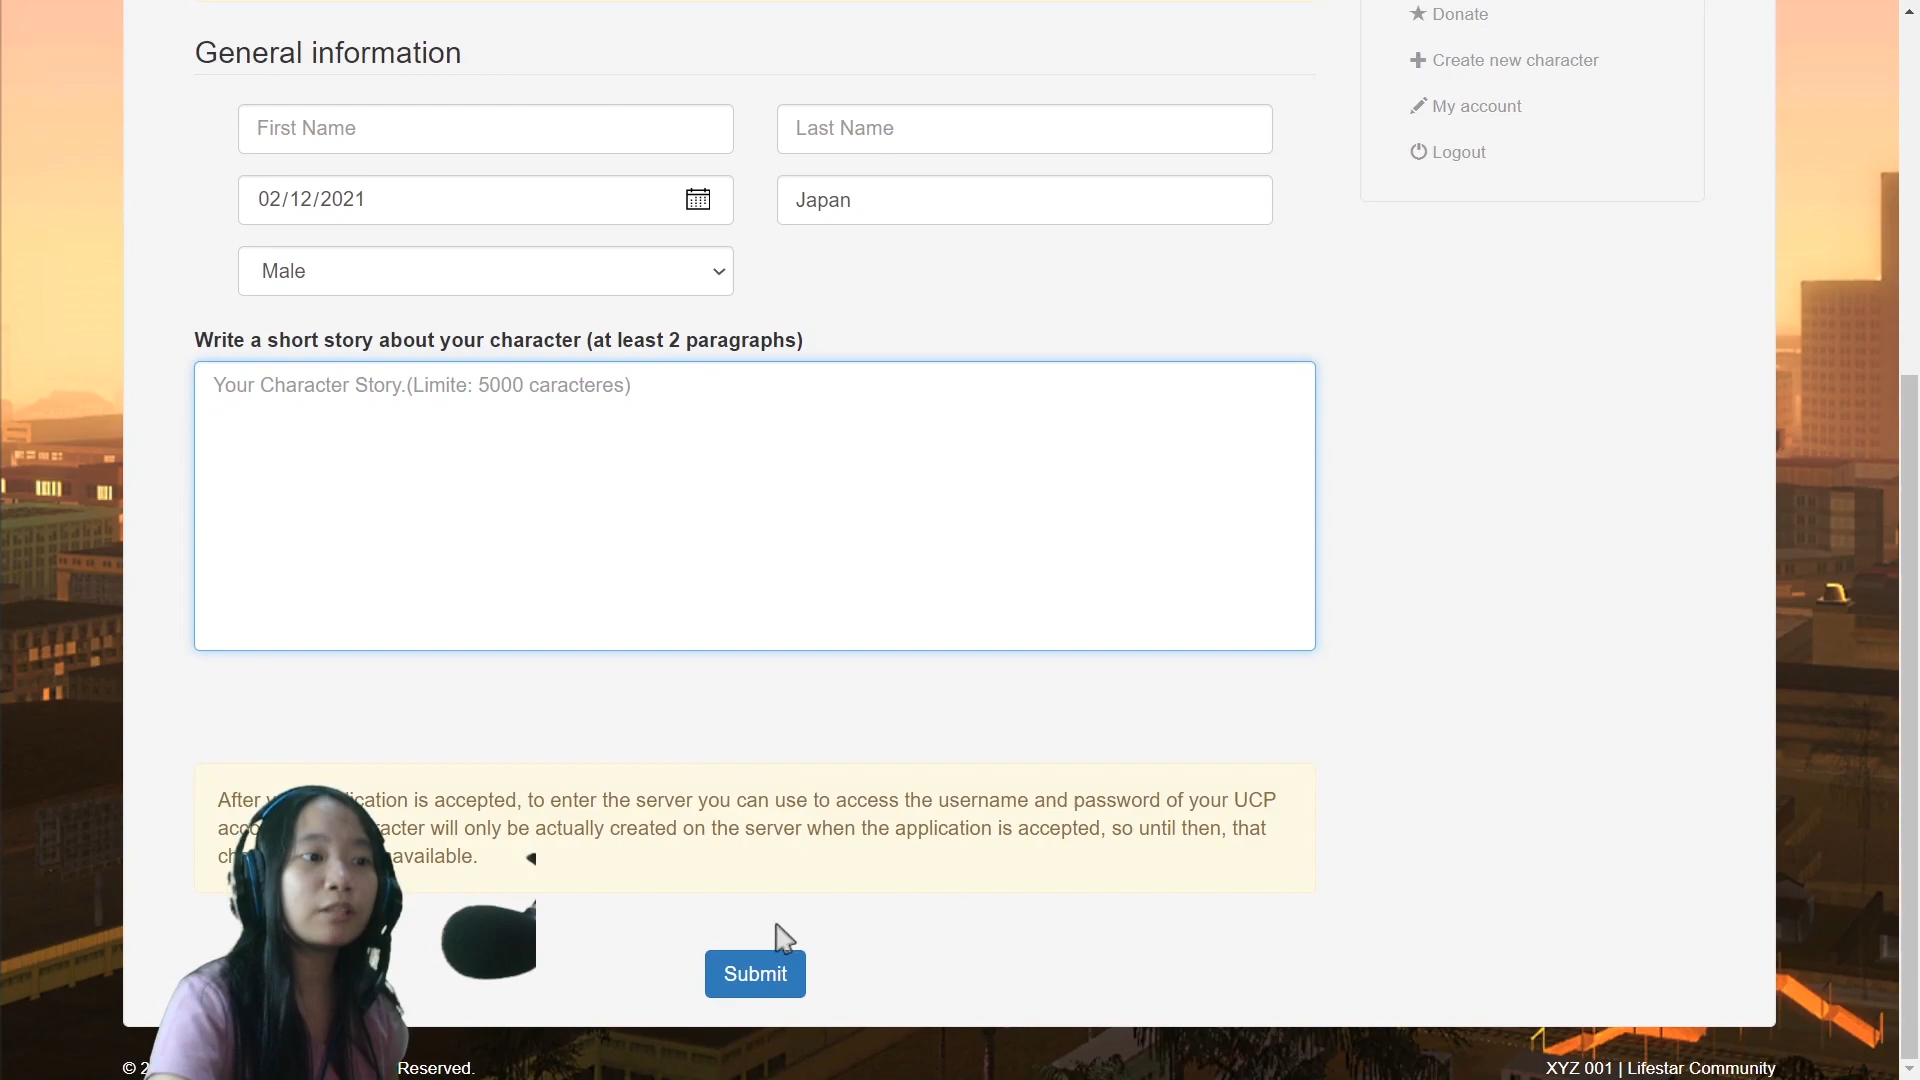 Donate
General information
Create new character
First Name
Last Name
My account
Logout
02/12/2021
Japan
Male
Write a short story about your character (at least 2 paragraphs)
Your Character Story.(Limite: 5000 caracteres)
After is accepted, to enter the server you can use to access the username and password of your UCP
will only be actually created on the server when the application is accepted, so until then, that
available.
Submit
© 2 Reserved.
XYZ 001 | Lifestar Community